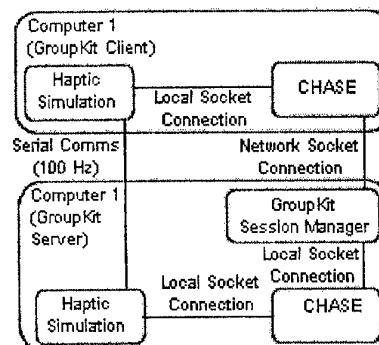 Computer 1
(GroupKit Client)
Haptic
Simulation
CHASE
Local Socket
Connection
Serial Comms
(100 Hz)
Network Socket
Connection
Computer 1
(GroupKit
Server)
GroupKit
Session Manager
Local Socket
Connection
Haptic
Simulation
Local Socket
Connection
CHASE